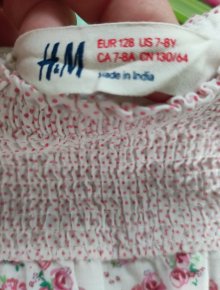 H&M
EUR 128 US 7-8Y
CA 7-8A CN 130/64
Made in India